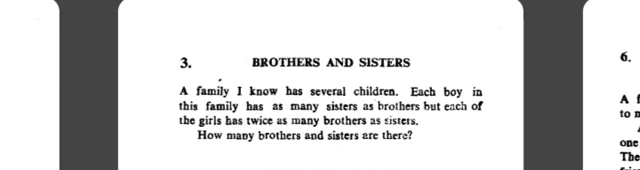 3. BROTHERS AND SISTERS
A family I know has several children. Each boy in
this family has as many sisters as brothers but each of
the girls has twice as many brothers as sisters.
How many brothers and sisters are there?
6.
A
to
one
The